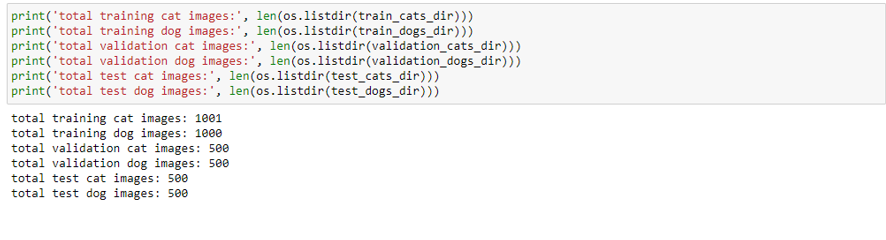 print('total training cat images:', len(os.listdir(train_cats_dir)))
print('total training dog images:', len(os.listdir(train_dogs_dir)))
print('total validation cat images:', len(os.listdir(validation_cats_dir)))
print('total validation dog images:', len(os.listdir(validation_dogs_dir)))
print('total test cat images:', len(os.listdir(test_cats_dir)))
print('total test dog images:', len(os.listdir(test_dogs_dir)))
total training cat images: 1001
total training dog images: 1000
total validation cat images: 500
total validation dog images: 500
total test cat images: 500
total test dog images: 500